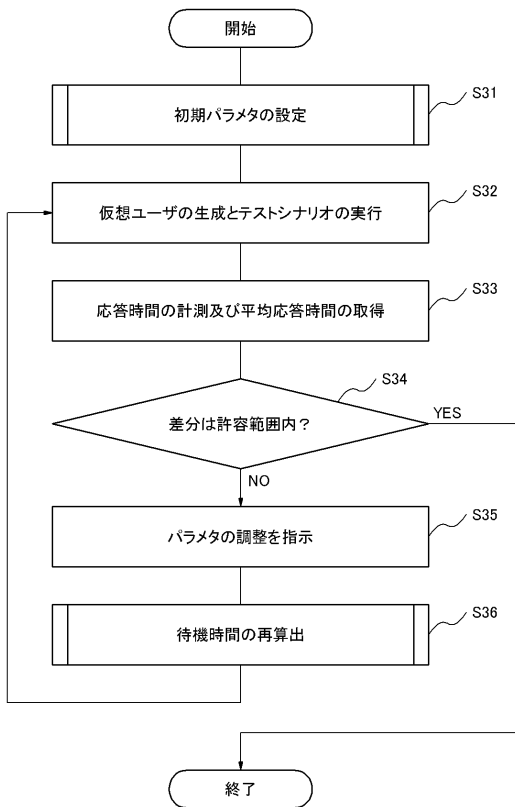 開始
初期パラメタの設定
S31
仮想ユーザの生成とテストシナリオの実行
S32
応答時間の計測及び平均応答時間の取得
S33
S34
差分は許容範囲内?
YES
NO
パラメタの調整を指示
S35
待機時間の再算出
S36
終了